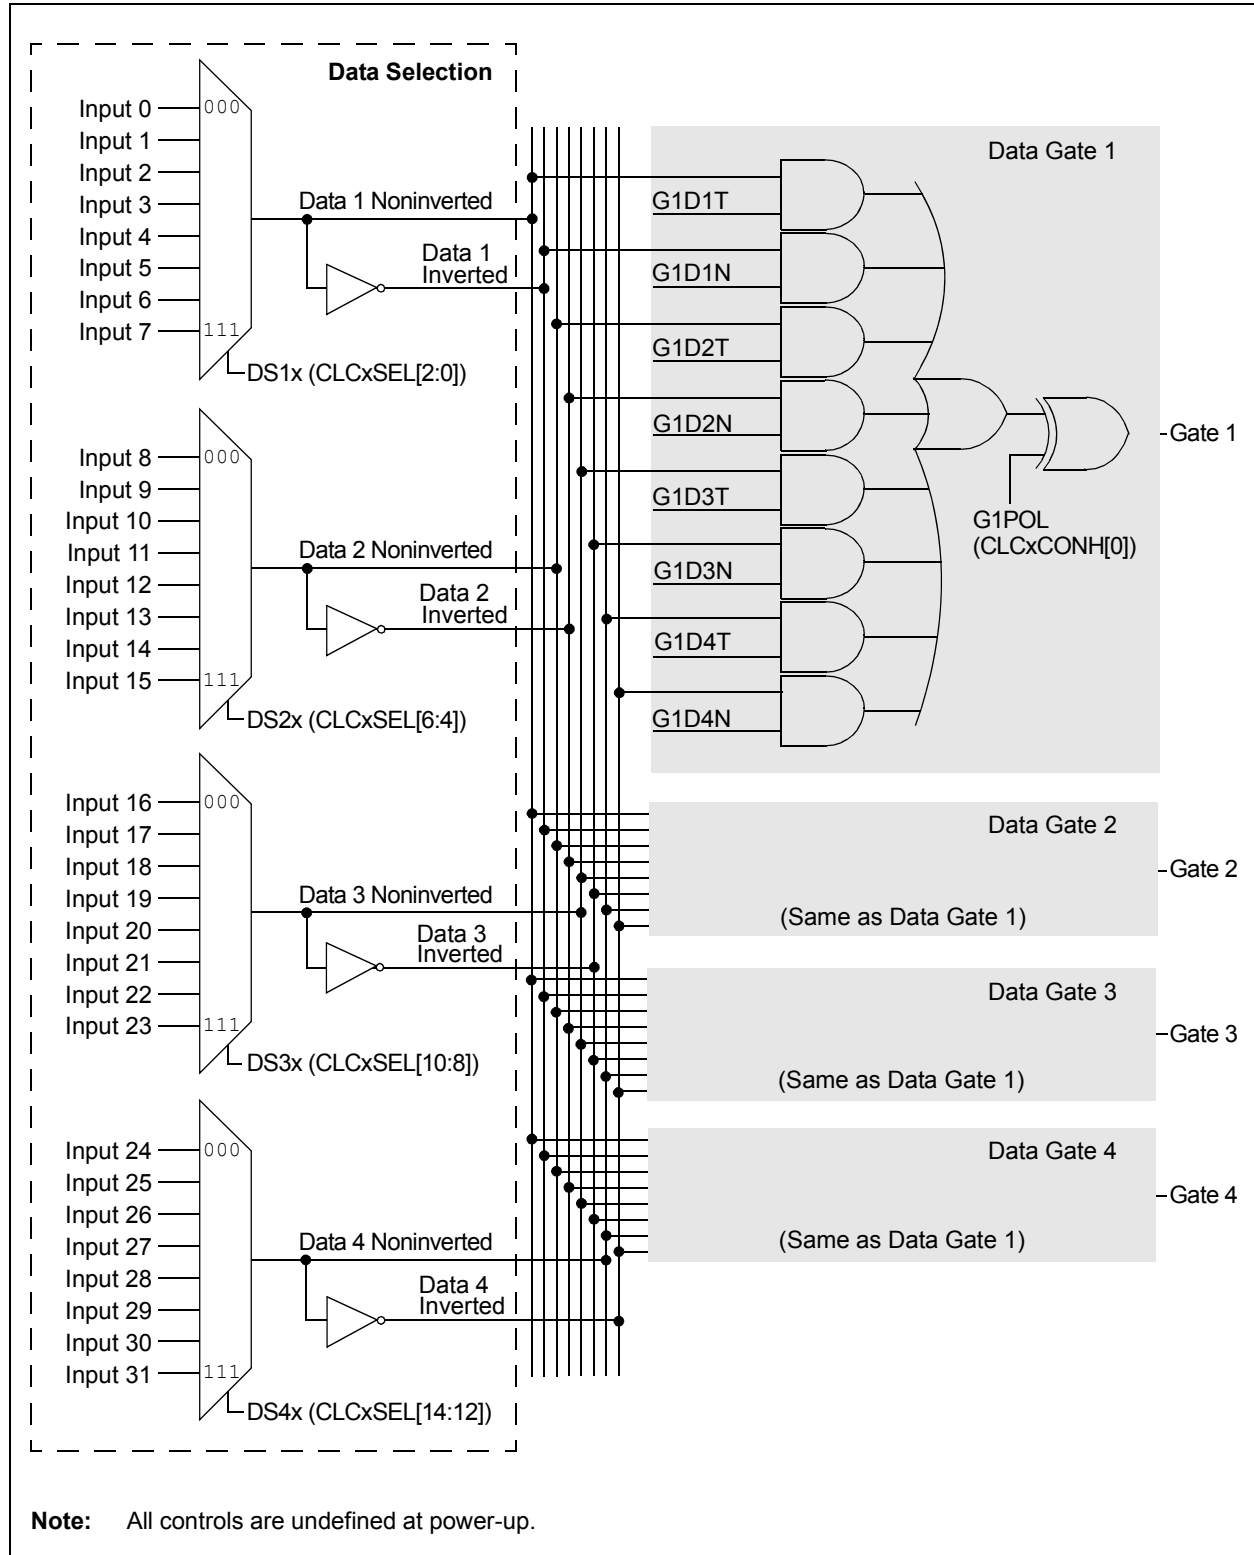 Data Selection
Input 0
000
Input 1
Input 2
Input 3
Input 4
Input 5
Input 6
Input 7
111
DS1x (CLCxSEL[2:0])
Data 1 Noninverted
Data 1
Inverted
Input 8
000
Input 9
Input 10
Input 11
Input 12
Input 13
Input 14
Input 15
111
DS2x (CLCxSEL[6:4])
Data 2 Noninverted
Data 2
Inverted
Input 16
000
Input 17
Input 18
Input 19
Input 20
Input 21
Input 22
Input 23
111
DS3x (CLCxSEL[10:8])
Data 3 Noninverted
Data 3
Inverted
Input 24
000
Input 25
Input 26
Input 27
Input 28
Input 29
Input 30
Input 31
111
DS4x (CLCxSEL[14:12])
Data 4 Noninverted
Data 4
Inverted
Data Gate 1
G1D1T
G1D1N
G1D2T
G1D2N
G1D3T
G1D3N
G1D4T
G1D4N
G1POL
(CLCxCONH[0])
Gate 1
Data Gate 2
(Same as Data Gate 1)
Gate 2
Data Gate 3
(Same as Data Gate 1)
Gate 3
Data Gate 4
(Same as Data Gate 1)
Gate 4
Note: All controls are undefined at power-up.